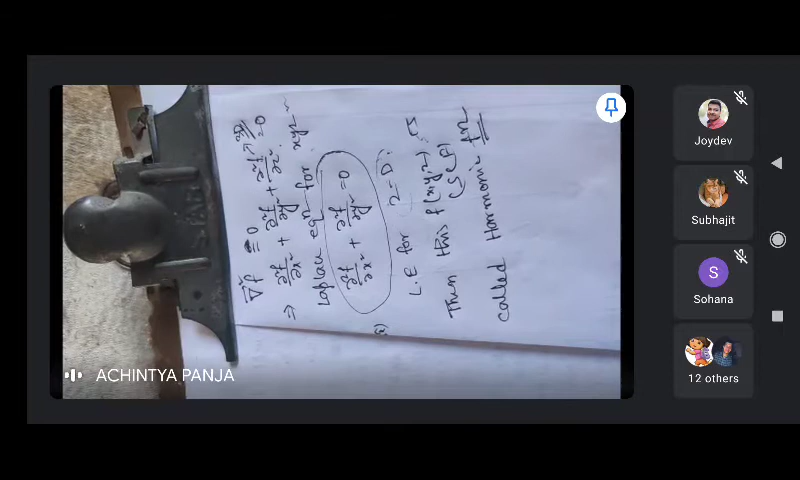 ∇²f = 0
⇒ ∂²f/∂x² + ∂²f/∂y² + ∂²f/∂z² = 0
Laplace eqn for xyz
(i) ∂²f/∂x² + ∂²f/∂y² = 0
L.E for 2-D.
Then this f(x,y,z) is
called Harmonic fn
ACHINTYA PANJA
Joydev
Subhajit
S
Sohana
12 others